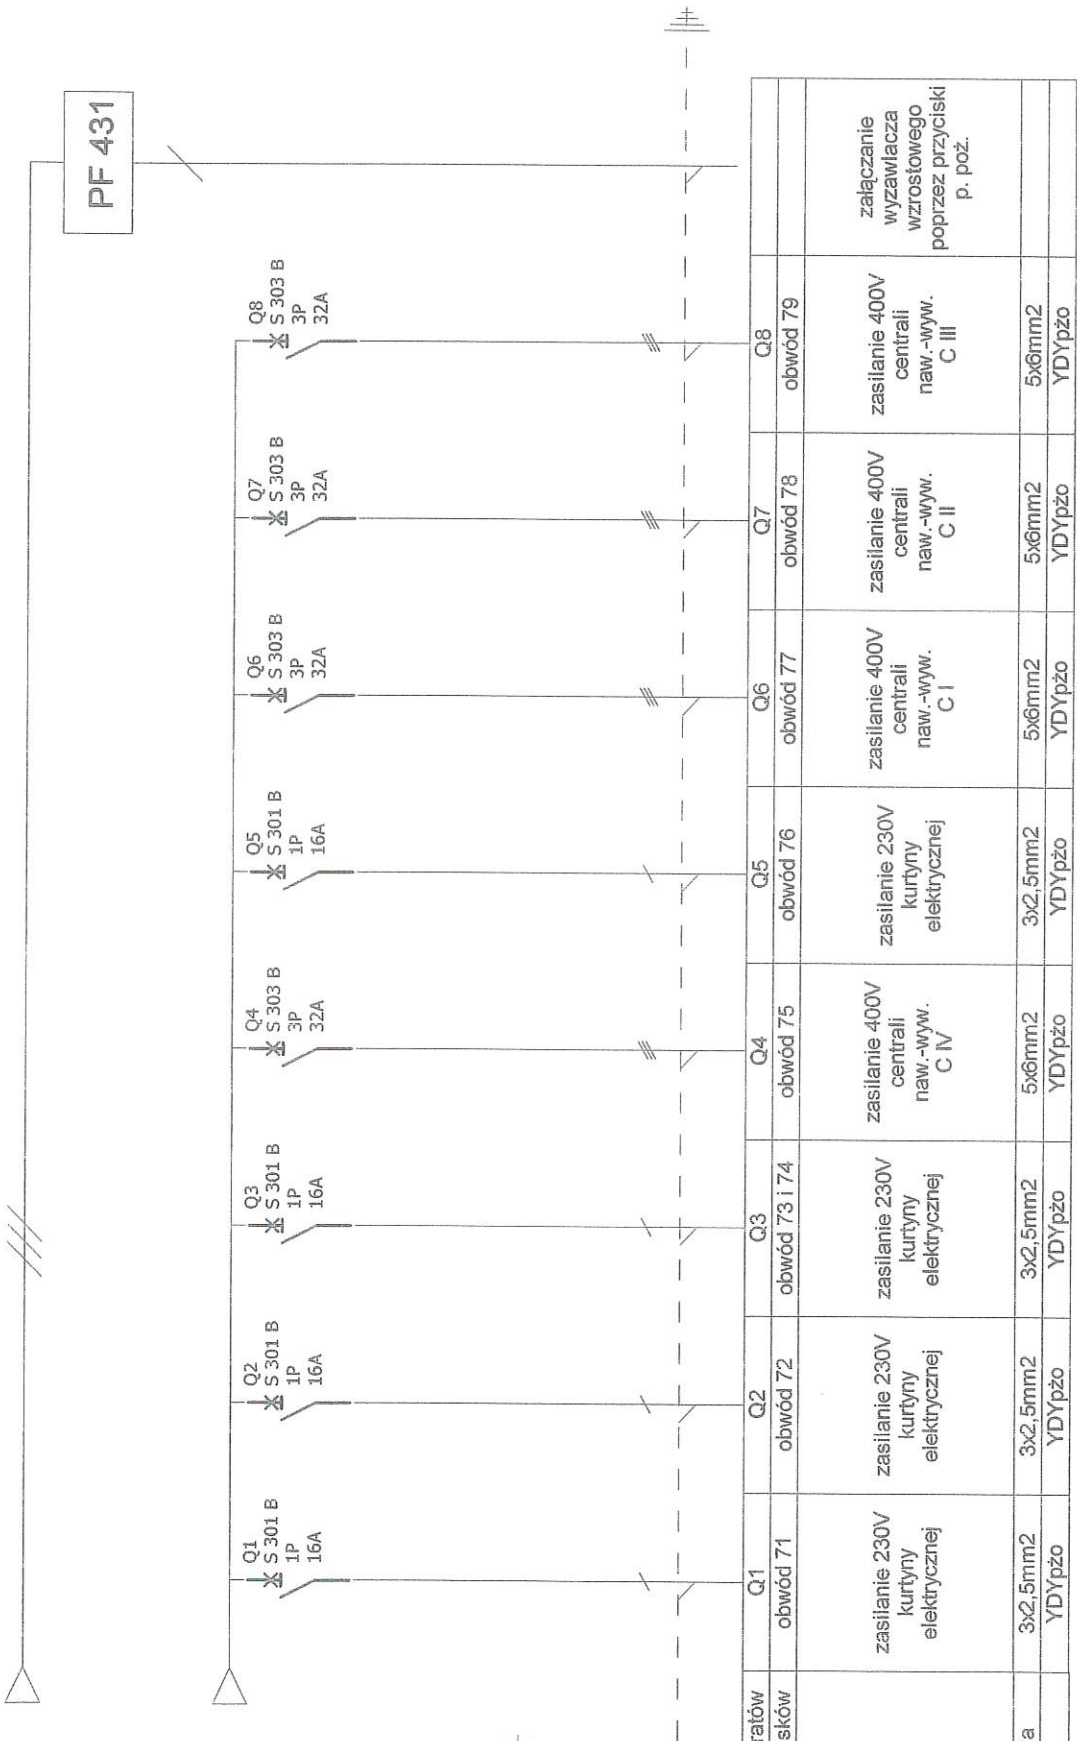 PF 431
Q1
S 301 B
1P
16A
Q2
S 301 B
1P
16A
Q3
S 301 B
1P
16A
Q4
S 303 B
3P
32A
Q5
S 301 B
1P
16A
Q6
S 303 B
3P
32A
Q7
S 303 B
3P
32A
Q8
S 303 B
3P
32A
ratów
Q1
Q2
Q3
Q4
Q5
Q6
Q7
Q8
sków
obwód 71
obwód 72
obwód 73 i 74
obwód 75
obwód 76
obwód 77
obwód 78
obwód 79
zasilanie 230V
kurtyny
elektrycznej
zasilanie 230V
kurtyny
elektrycznej
zasilanie 230V
kurtyny
elektrycznej
zasilanie 400V
centrali
naw.-wyw.
C IV
zasilanie 230V
kurtyny
elektrycznej
zasilanie 400V
centrali
naw.-wyw.
C I
zasilanie 400V
centrali
naw.-wyw.
C II
zasilanie 400V
centrali
naw.-wyw.
C III
załączanie
wyzawlacza
wzrostowego
poprzez przyciski
p. poż.
a
3x2,5mm2
3x2,5mm2
3x2,5mm2
5x6mm2
3x2,5mm2
5x6mm2
5x6mm2
5x6mm2
YDYpżo
YDYpżo
YDYpżo
YDYpżo
YDYpżo
YDYpżo
YDYpżo
YDYpżo